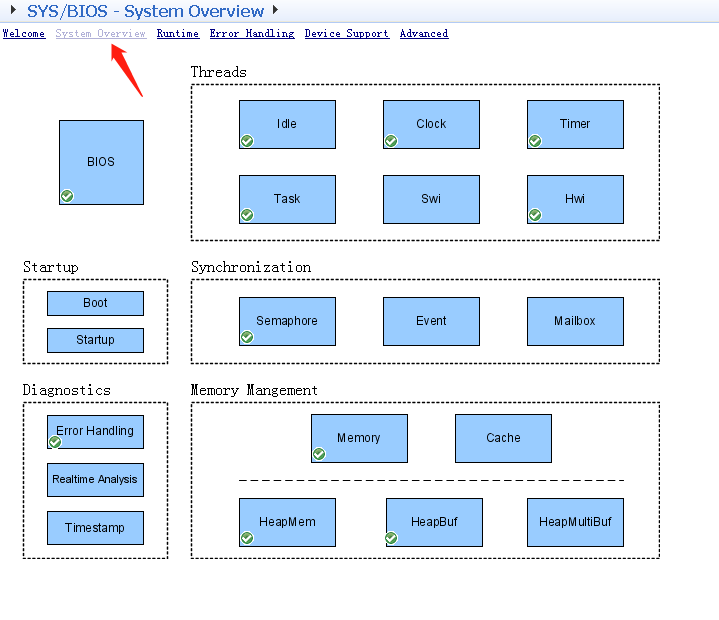 SYS/BIOS - System Overview
Welcome System Overview Runtime Error Handling Device Support Advanced
Threads
Idle Clock Timer
BIOS
Task Swi Hwi
Startup Synchronization
Boot
Semaphore Event Mailbox
Startup
Diagnostics Memory Mangement
Error Handling
Memory Cache
Realtime Analysis
HeapMem HeapBuf HeapMultiBuf
Timestamp